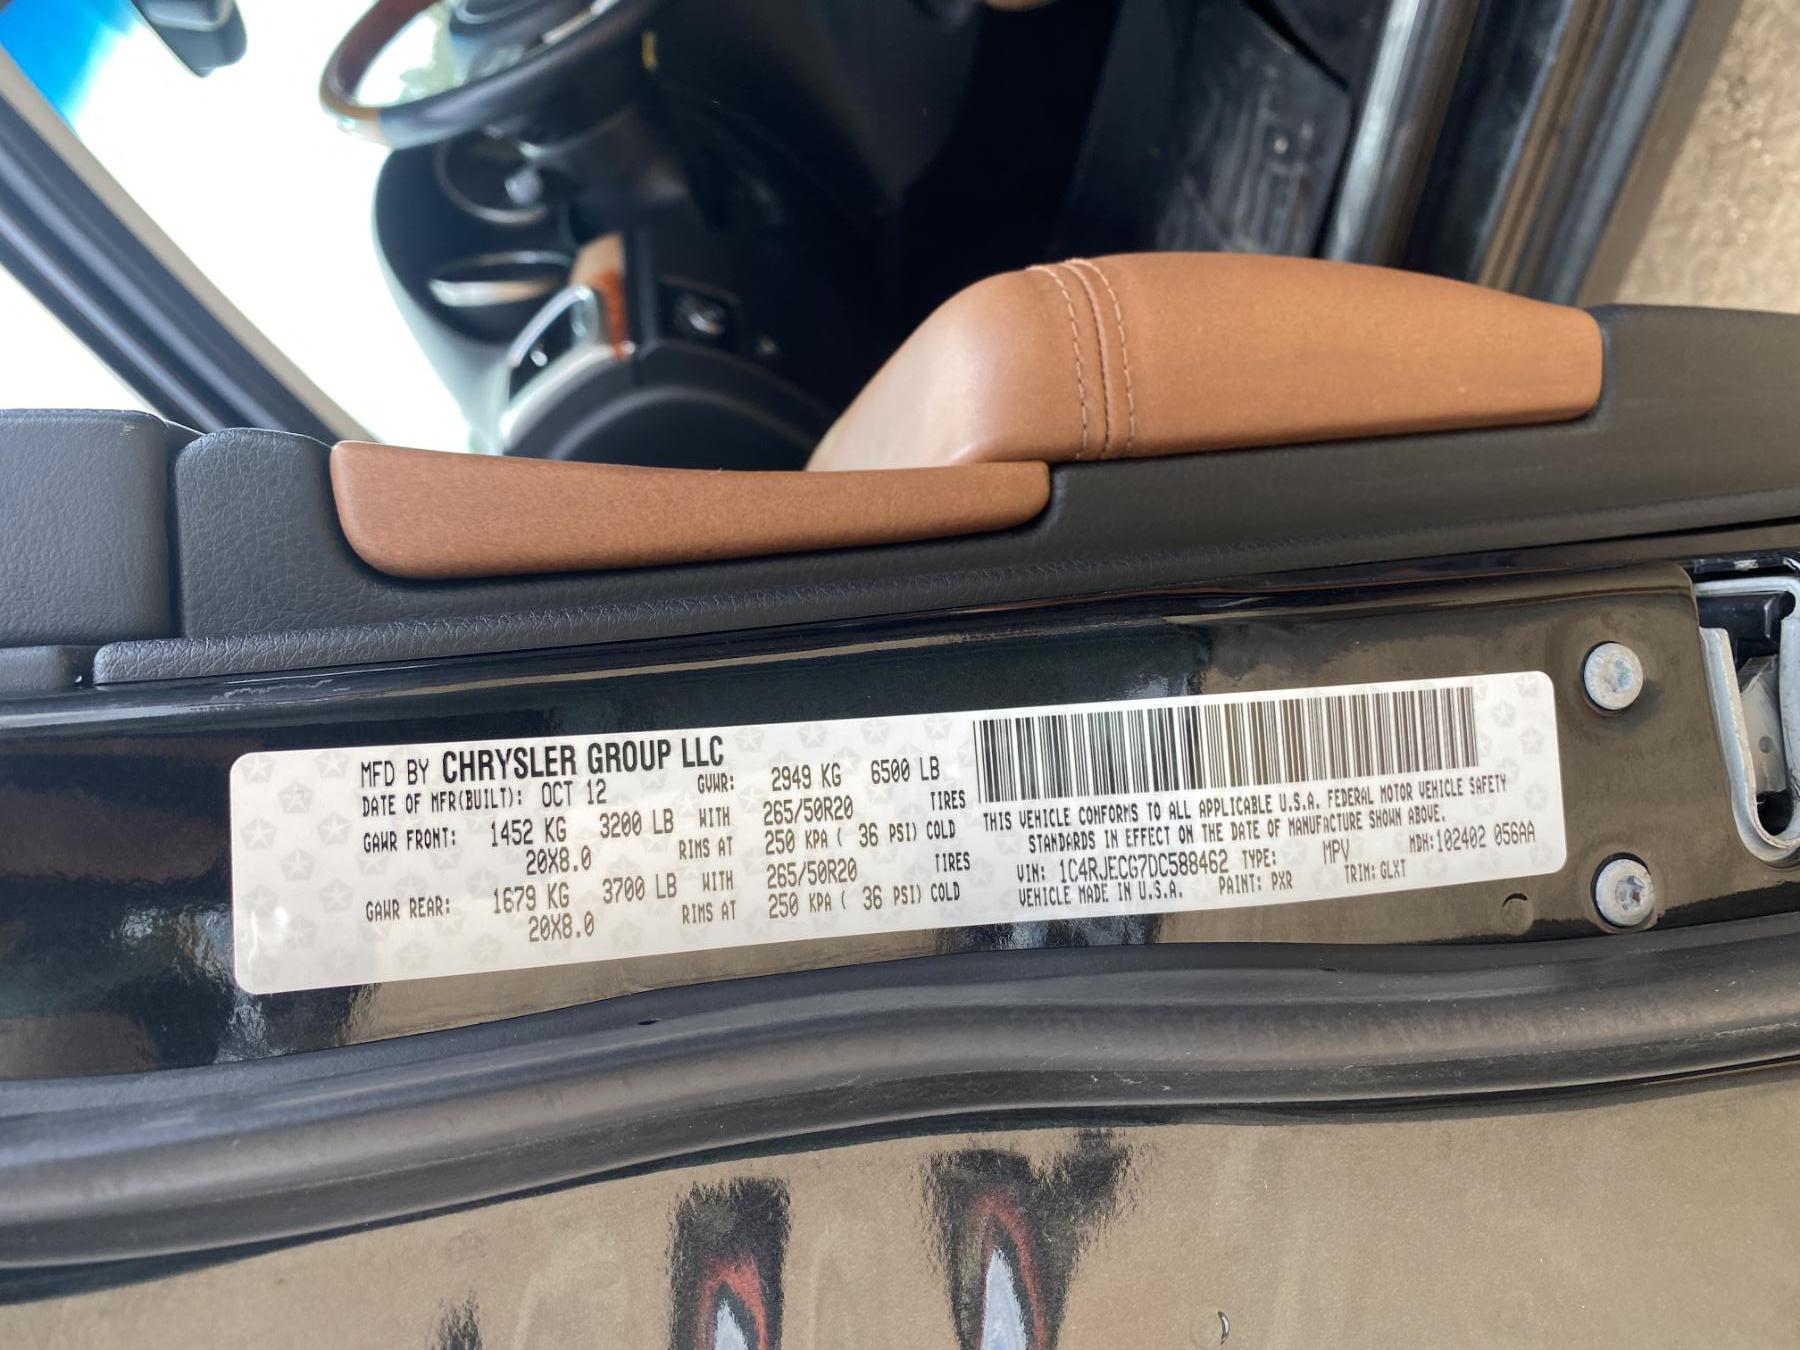 MFD BY CHRYSLER GROUP LLC
DATE OF MFR(BUILT): OCT 12 GVWR: 2949 KG 6500 LB
GAWR FRONT: 1452 KG 3200 LB WITH 265/50R20 TIRES
20X8.0 RIMS AT 250 KPA ( 36 PSI) COLD
GAWR REAR: 1679 KG 3700 LB WITH 265/50R20 TIRES
20X8.0 RIMS AT 250 KPA ( 36 PSI) COLD
THIS VEHICLE CONFORMS TO ALL APPLICABLE U.S.A. FEDERAL MOTOR VEHICLE SAFETY
STANDARDS IN EFFECT ON THE DATE OF MANUFACTURE SHOWN ABOVE.
VIN: 1C4RJECG7DC588462 TYPE: MPV MDH:102402 056AA
VEHICLE MADE IN U.S.A. PAINT: PXR TRIM: GLXT